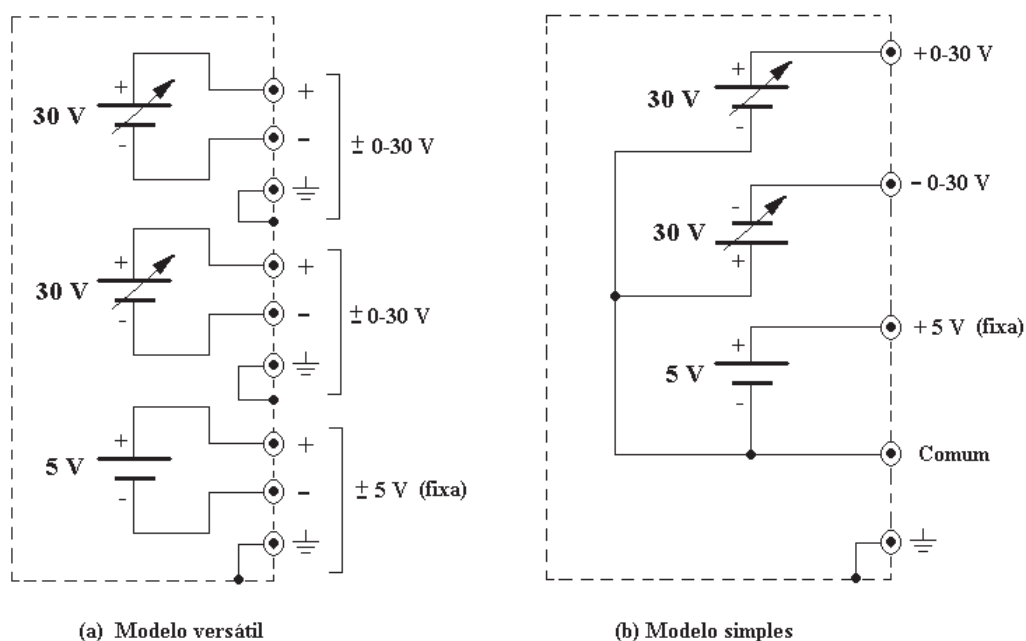 +
30 V
-
+
-
± 0-30 V
+
30 V
-
+
-
± 0-30 V
+
5 V
-
+
-
± 5 V (fixa)
(a) Modelo versátil
+
30 V
-
+ 0-30 V
-
30 V
+
- 0-30 V
+
5 V
-
+ 5 V (fixa)
Comum
(b) Modelo simples